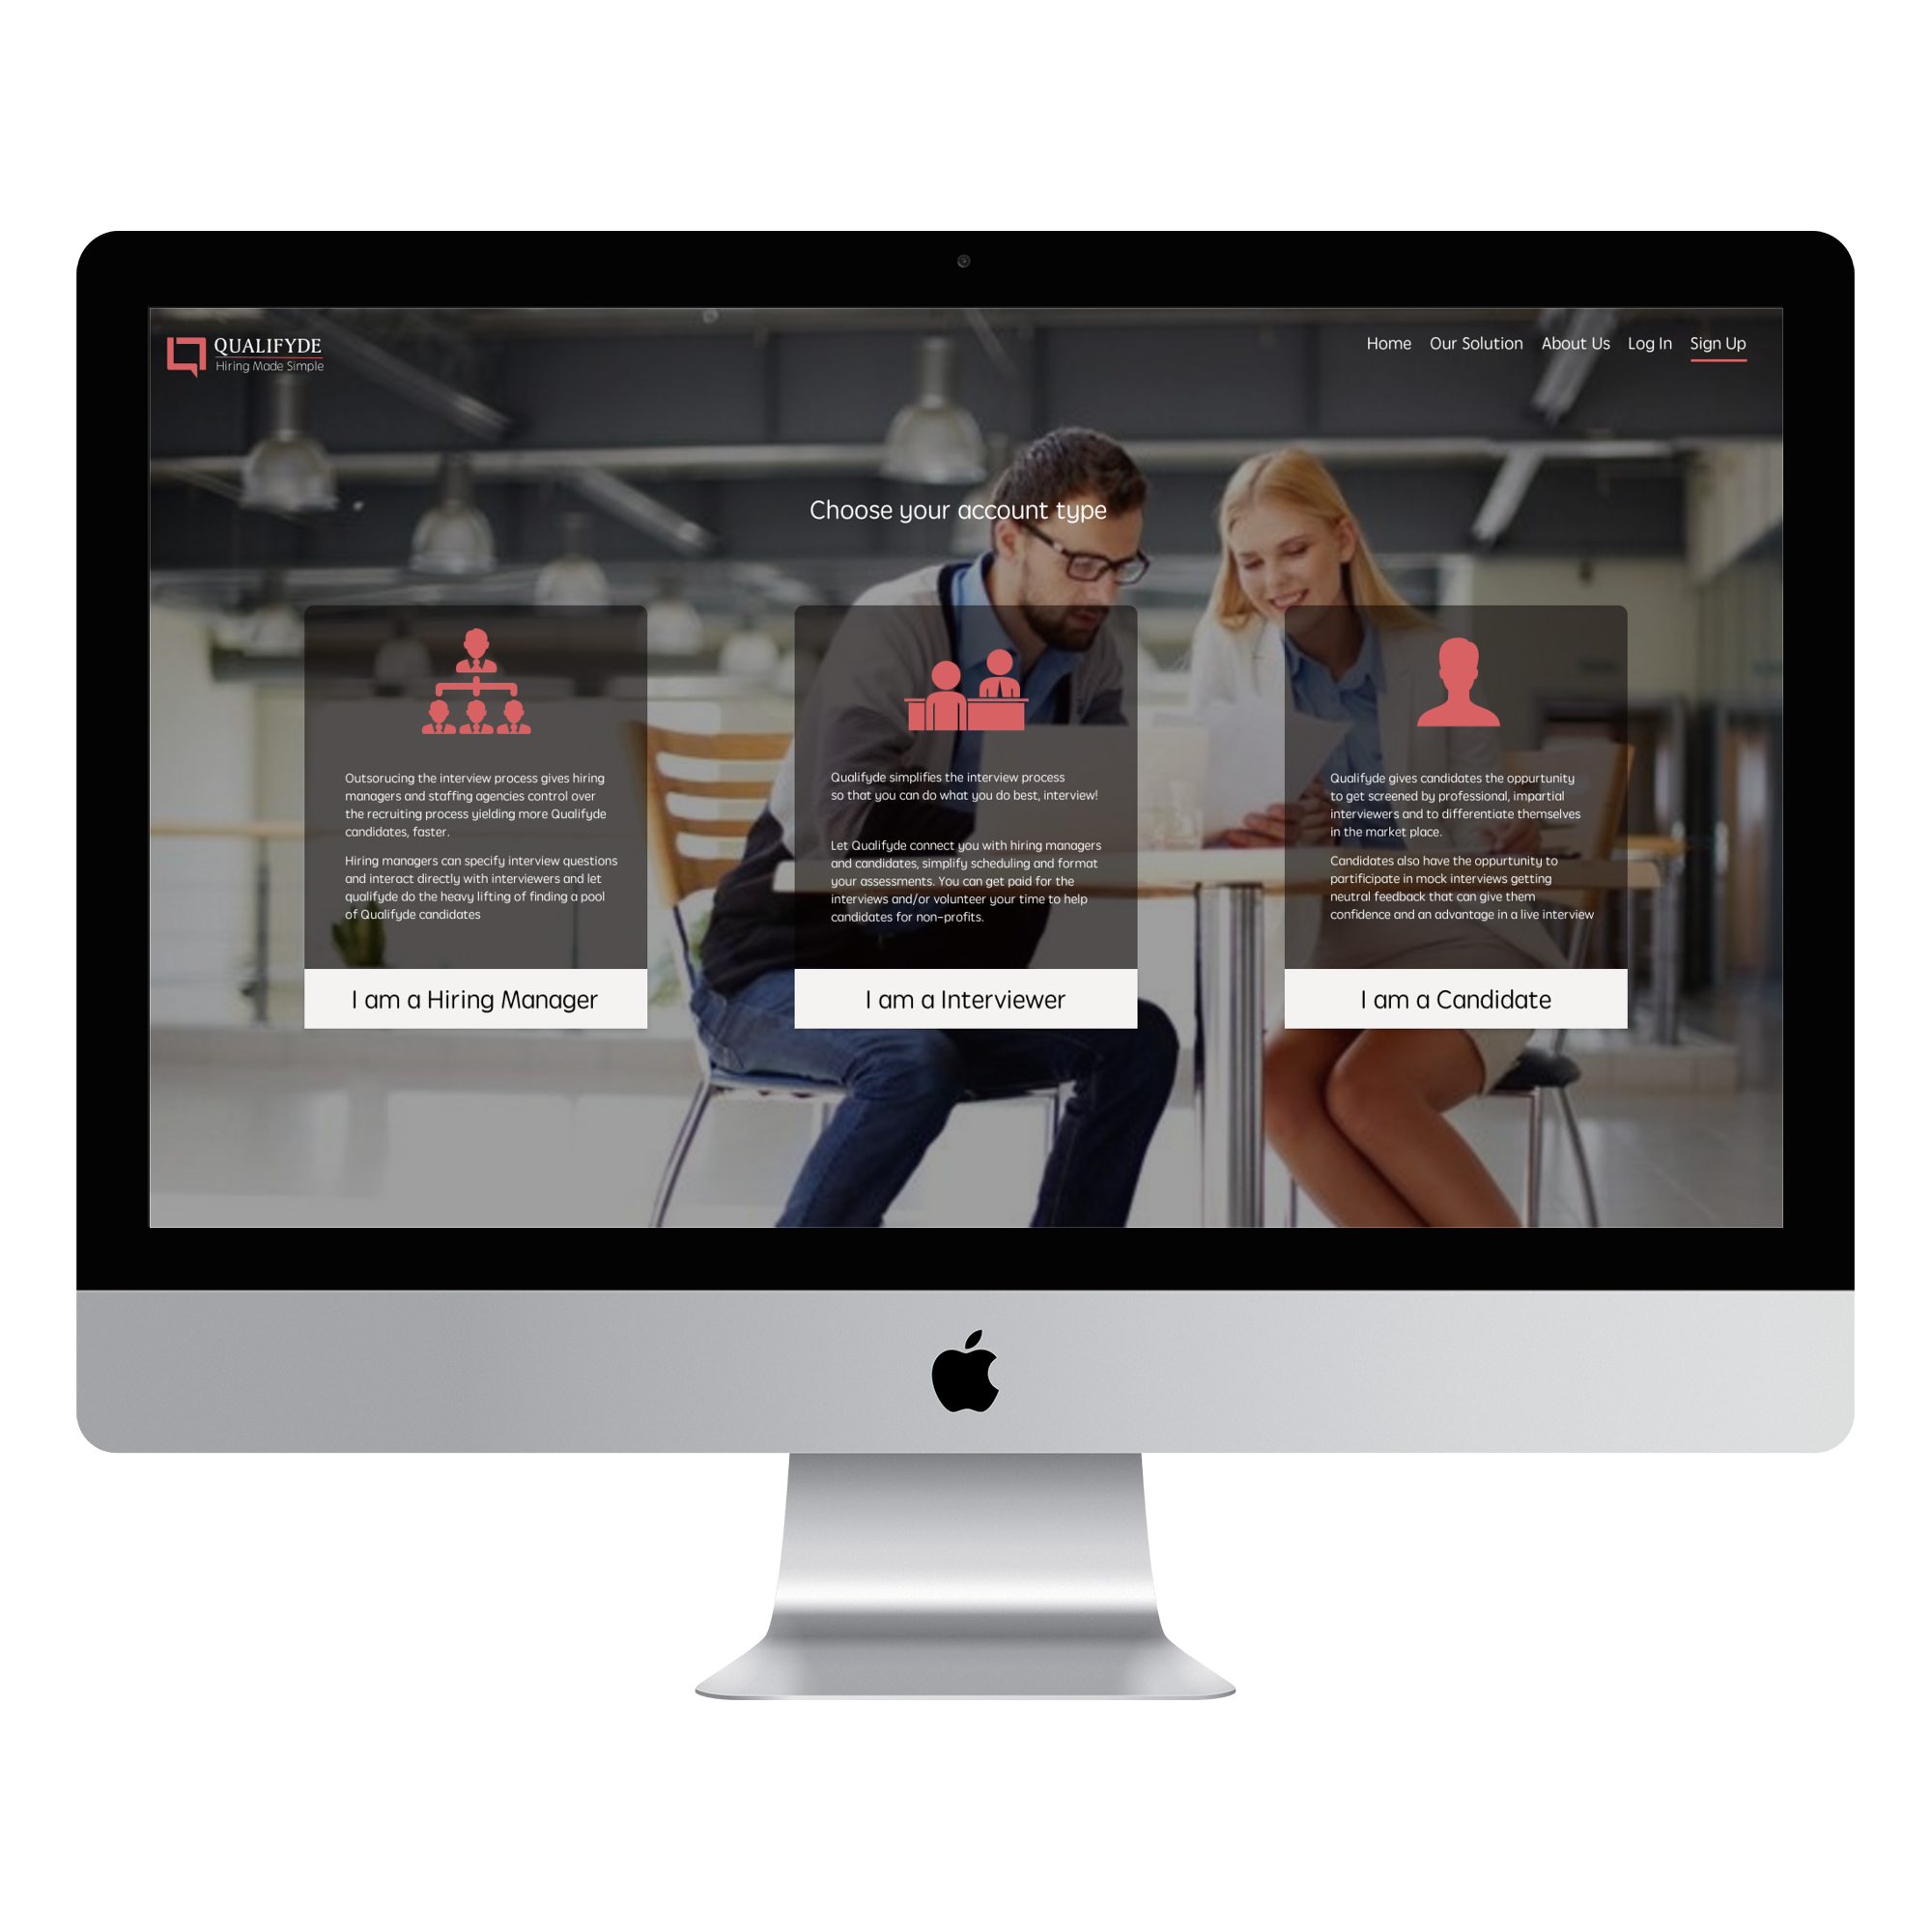 QUALIFYDE
Hiring Made Simple
Home Our Solution About Us Log In Sign Up
Choose your account type
Outsorucing the interview process gives hiring
managers and staffing agencies control over
the recruiting process yielding more Qualifyde
candidates, faster.
Hiring managers can specify interview questions
and interact directly with interviewers and let
qualifyde do the heavy lifting of finding a pool
of Qualifyde candidates
I am a Hiring Manager
Qualifyde simplifies the interview process
so that you can do what you do best, interview!
Let Qualifyde connect you with hiring managers
and candidates, simplify scheduling and format
your assessments. You can get paid for the
interviews and/or volunteer your time to help
candidates for non-profits.
I am a Interviewer
Qualifyde gives candidates the oppurtunity
to get screened by professional, impartial
interviewers and to differentiate themselves
in the market place.
Candidates also have the oppurtunity to
partificipate in mock interviews getting
neutral feedback that can give them
confidence and an advantage in a live interview
I am a Candidate